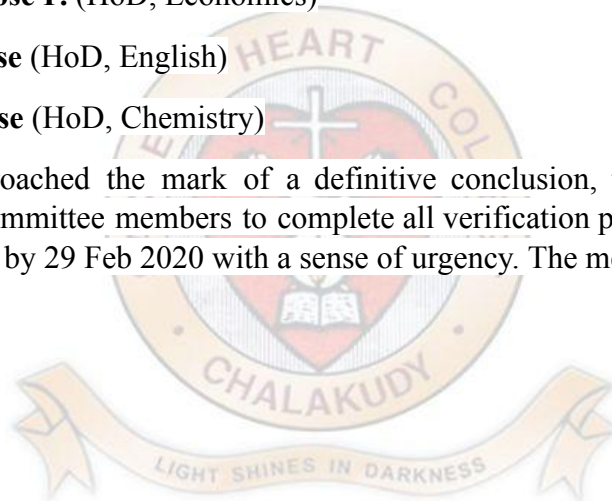 (HoD, Economics)
se (HoD, English)
se (HoD, Chemistry)
oached the mark of a definitive conclusion,
mmittee members to complete all verification p
by 29 Feb 2020 with a sense of urgency. The m
HEART COL
CHALAKUDY
LIGHT SHINES IN DARKNESS